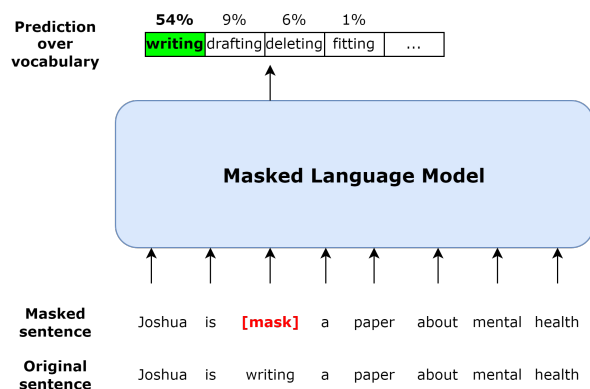 54% 9% 6% 1%
Prediction over vocabulary
writing drafting deleting fitting ...
Masked Language Model
Masked sentence
Joshua is [mask] a paper about mental health
Original sentence
Joshua is writing a paper about mental health